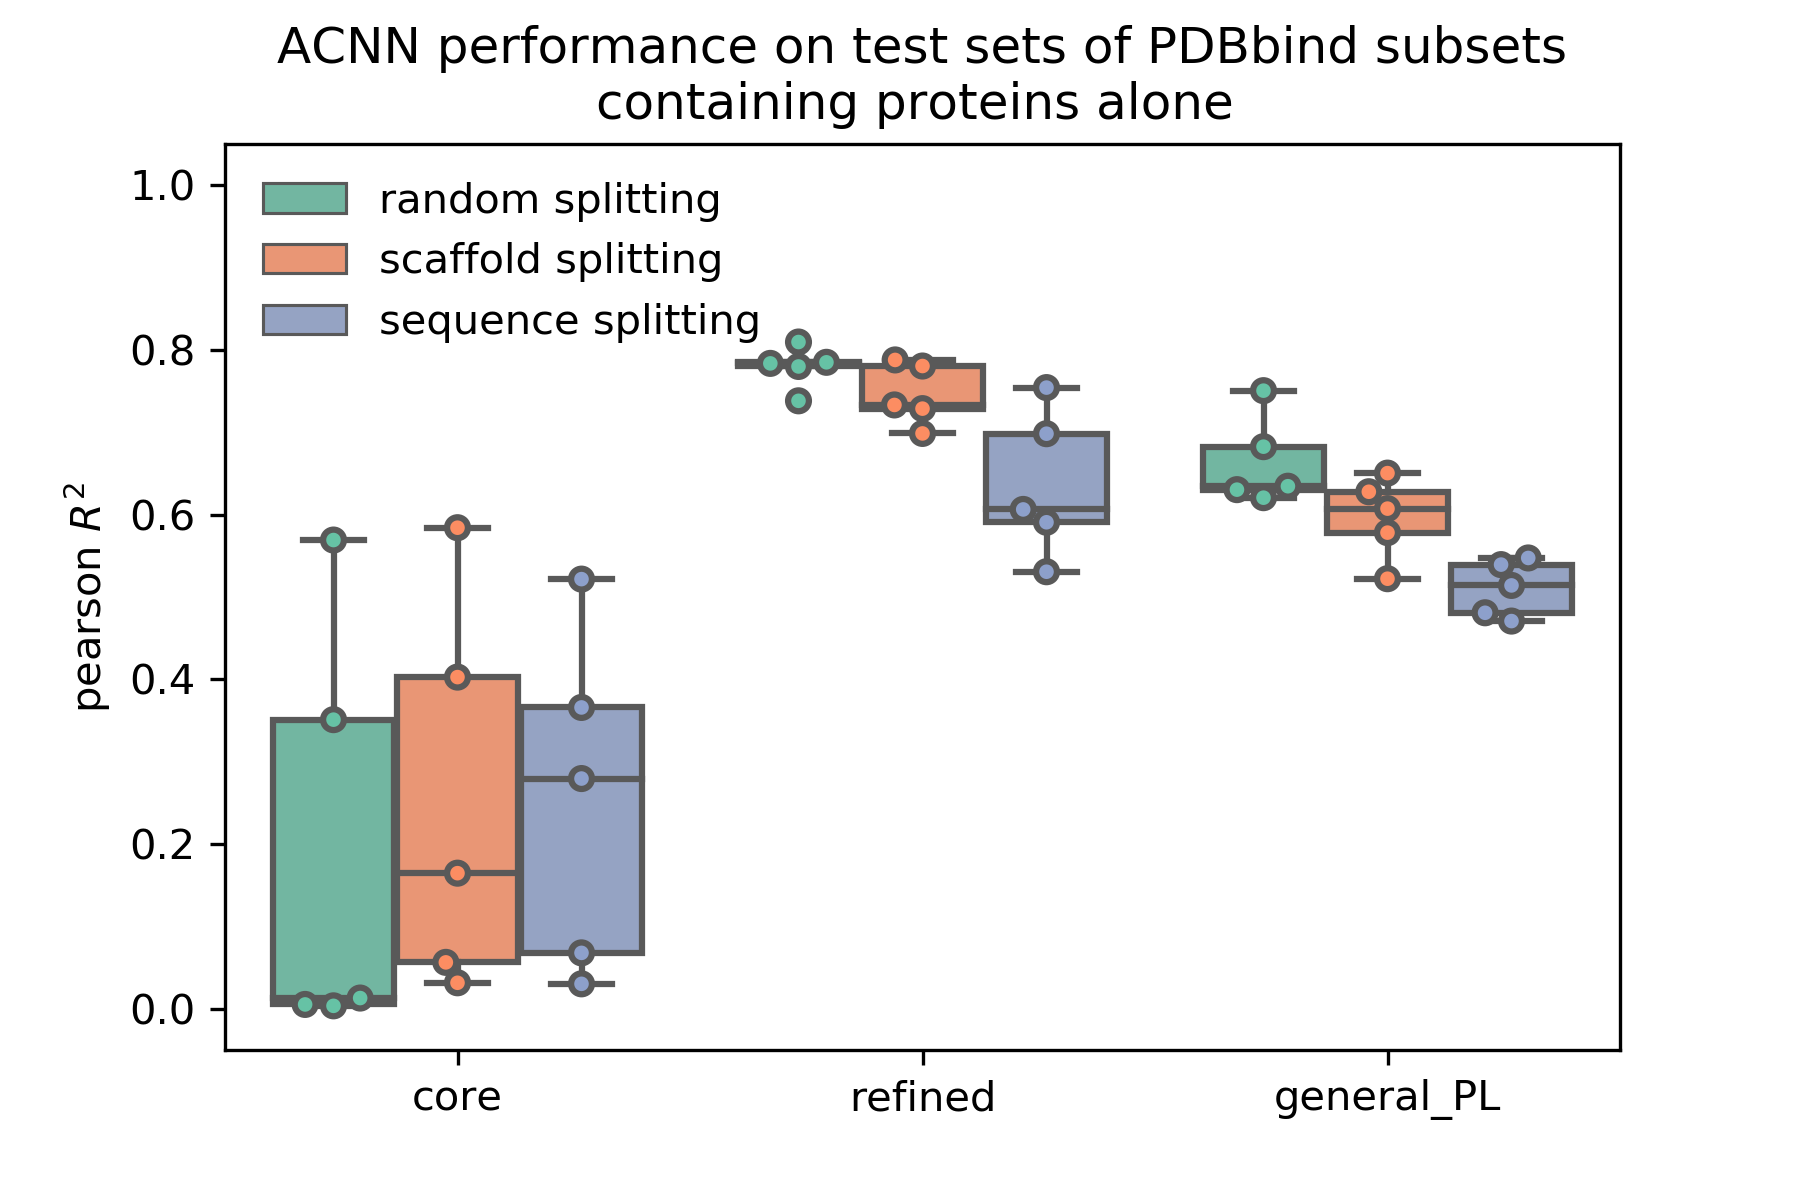 ACNN performance on test sets of PDBbind subsets
containing proteins alone
random splitting
scaffold splitting
sequence splitting
pearson R²
1.0
0.8
0.6
0.4
0.2
0.0
core
refined
general_PL